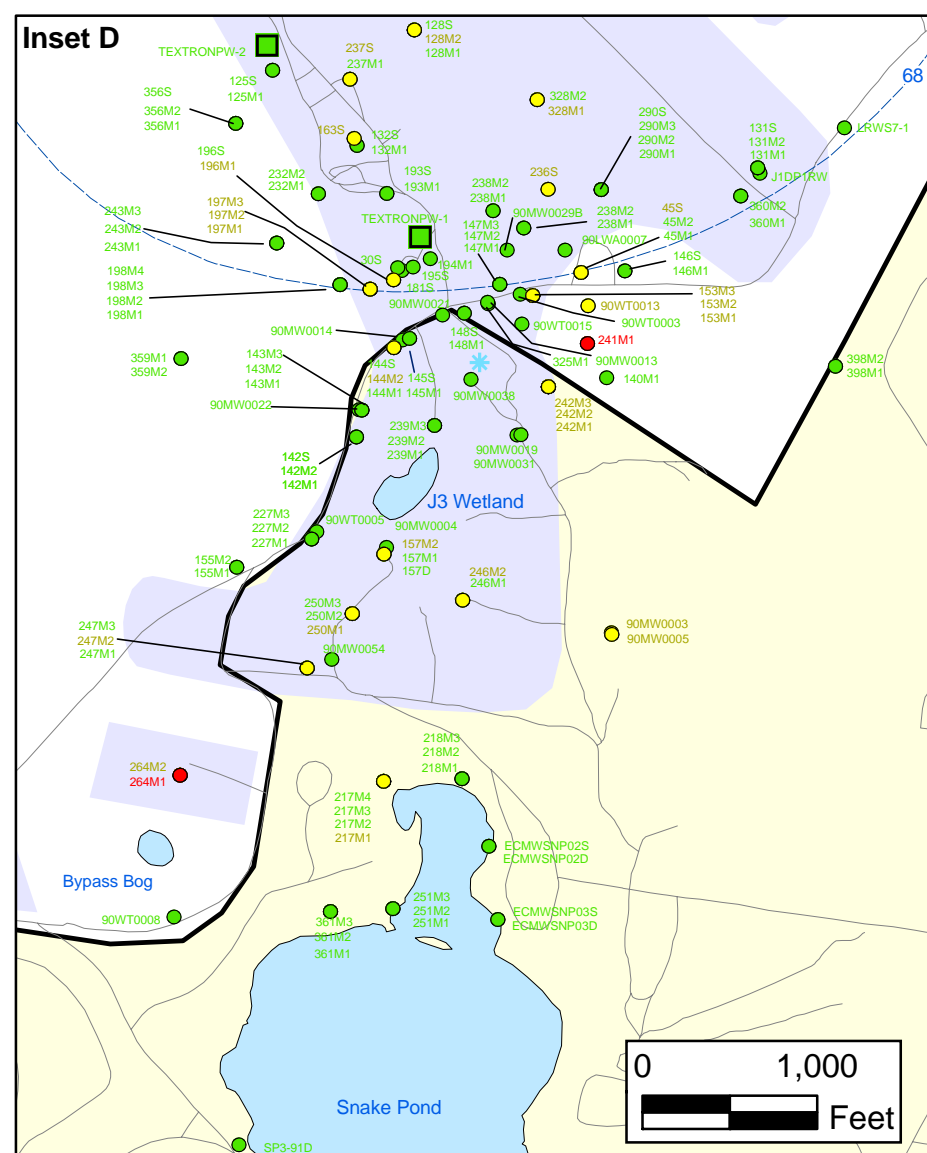 Inset D
TEXTRONPW-2
125S
125M1
237S
237M1
128S
128M2
128M1
68
356S
356M2
356M1
328M2
328M1
290S
290M3
290M2
290M1
131S
131M2
131M1
LRWS7-1
J1DP1RW
163S
132S
132M1
196S
196M1
232M2
232M1
193S
193M1
236S
360M2
360M1
197M3
197M2
197M1
238M2
238M1
90MW0029B
238M2
238M1
45S
45M2
45M1
243M3
243M2
243M1
TEXTRONPW-1
147M3
147M2
147M1
90LWA0007
146S
146M1
198M4
198M3
198M2
198M1
30S
194M1
195S
181S
90MW0021
153M3
153M2
153M1
90WT0013
90WT0003
90WT0015
90MW0014
148S
148M1
241M1
325M1
90MW0013
140M1
398M2
398M1
359M1
359M2
143M3
143M2
143M1
144S
144M2
144M1
145S
145M1
90MW0038
242M3
242M2
242M1
90MW0022
239M3
239M2
239M1
90MW0019
90MW0031
142S
142M2
142M1
J3 Wetland
227M3
227M2
227M1
90WT0005
90MW0004
157M2
157M1
157D
155M2
155M1
246M2
246M1
250M3
250M2
250M1
247M3
247M2
247M1
90MW0003
90MW0005
90MW0054
218M3
218M2
218M1
264M2
264M1
217M4
217M3
217M2
217M1
ECMWSNP02S
ECMWSNP02D
Bypass Bog
90WT0008
251M3
251M2
251M1
361M3
361M2
361M1
ECMWSNP03S
ECMWSNP03D
0 1,000
Feet
Snake Pond
SP3-91D